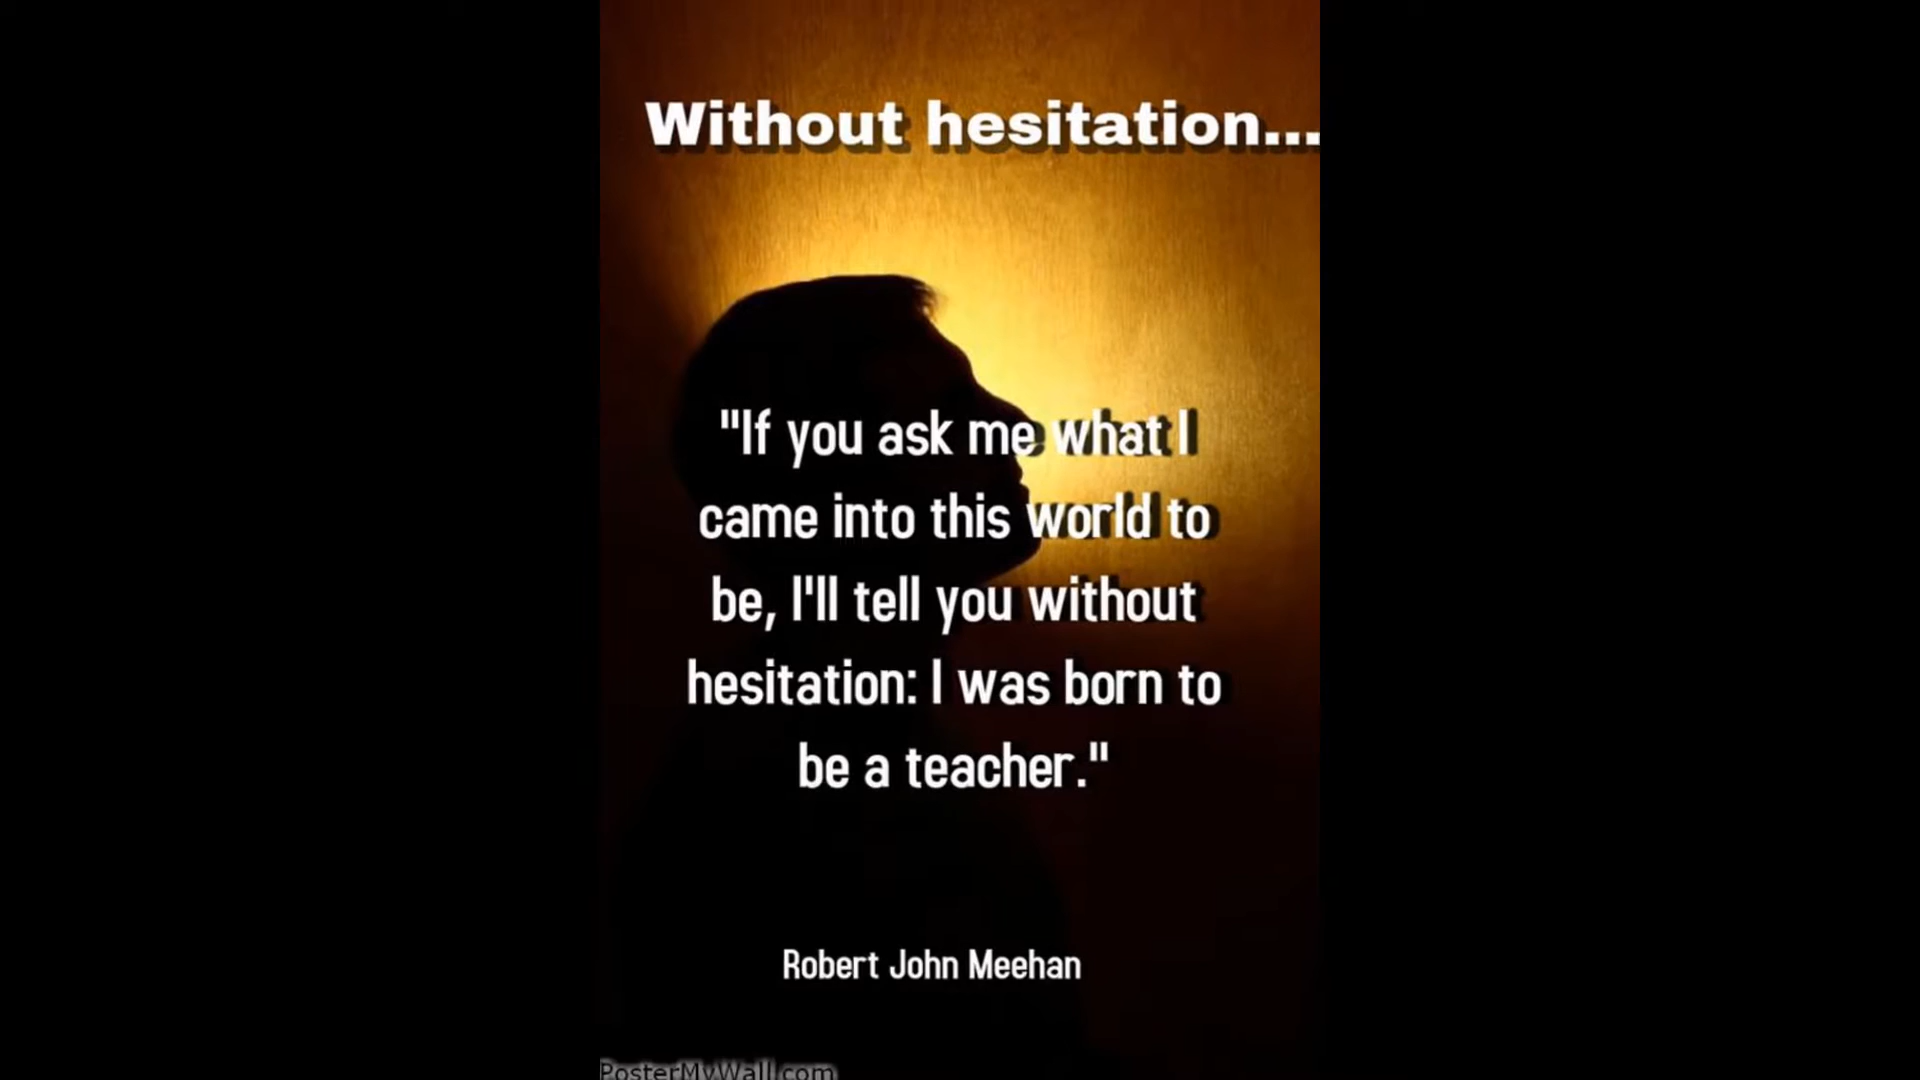 Without hesitation...
"If you ask me what I
came into this world to
be, I'll tell you without
hesitation: I was born to
be a teacher."
Robert John Meehan
PosterMyWall.com